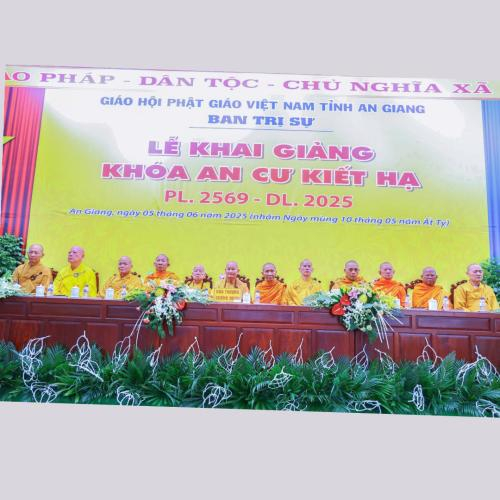 ẠO PHÁP - DÂN TỘC - CHỦ NGHĨA XÃ
GIÁO HỘI PHẬT GIÁO VIỆT NAM TỈNH AN GIANG
BAN TRỊ SỰ
LỄ KHAI GIẢNG
KHÓA AN CƯ KIẾT HẠ
PL. 2569 - DL. 2025
An Giang, ngày 05 tháng 06 năm 2025 (nhằm Ngày mùng 10 tháng 05 năm Ất Tỵ)